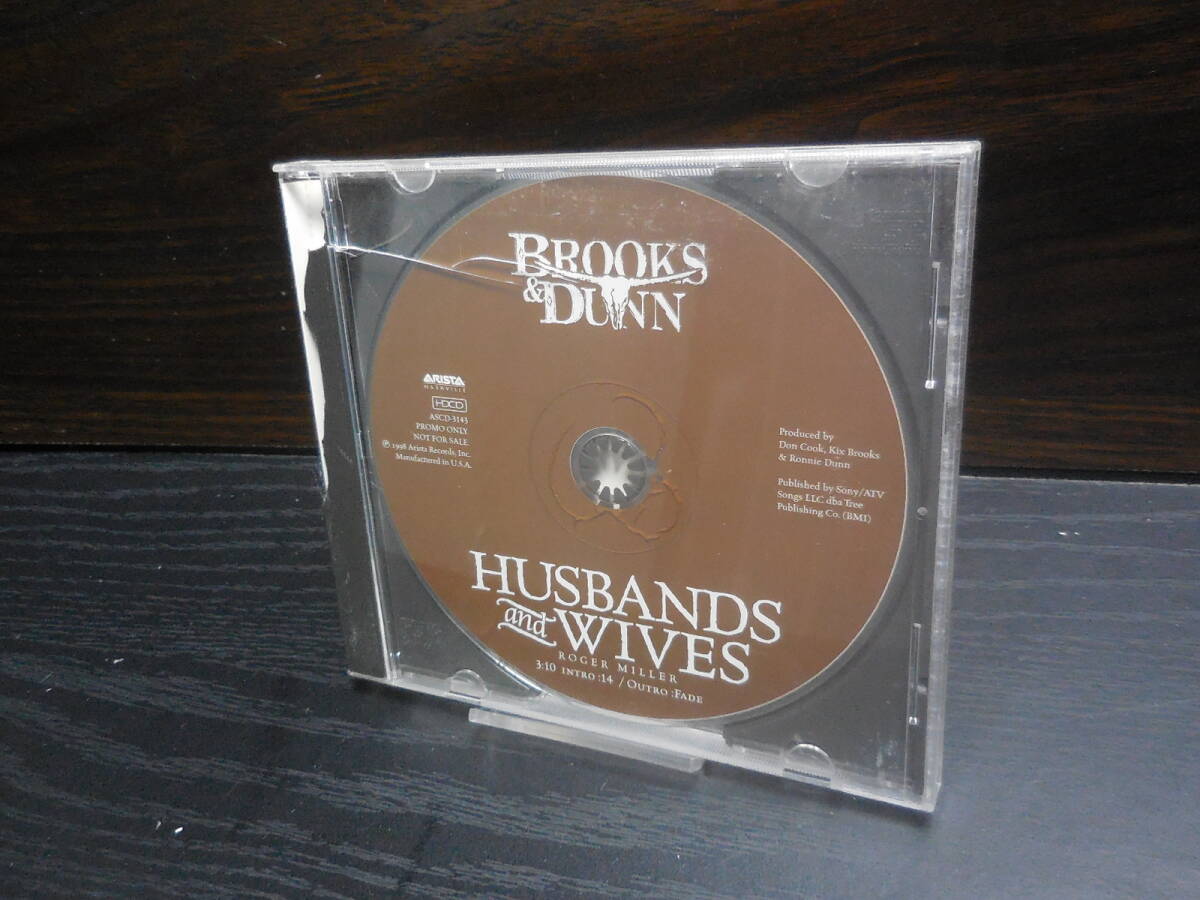 BROOKS
& DUNN
ARISTA
NASHVILLE
HDCD
ASCD-3143
PROMO ONLY
NOT FOR SALE.
℗ 1998 Arista Records, Inc.
Manufactured in U.S.A.
Produced by
Don Cook, Kix Brooks
& Ronnie Dunn
Published by Sony/ATV
Songs LLC dba Tree
Publishing Co. (BMI)
HUSBANDS
and WIVES
ROGER MILLER
3:10 INTRO :14 / OUTRO :FADE